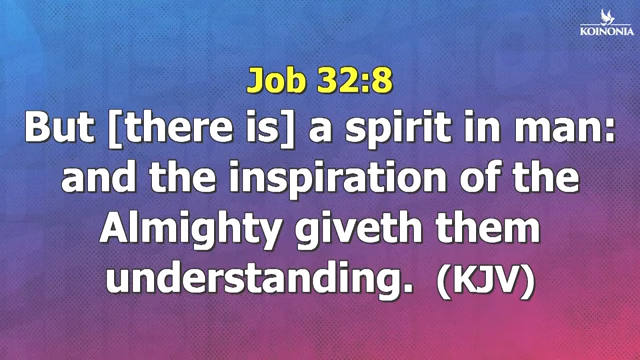 KOINONIA
Job 32:8
But [there is] a spirit in man:
and the inspiration of the
Almighty giveth them
understanding. (KJV)